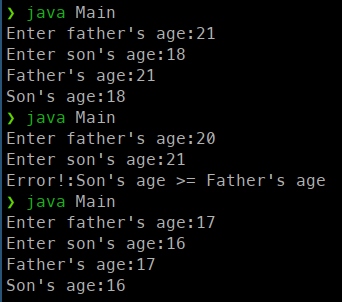 ❯ java Main
Enter father's age:21
Enter son's age:18
Father's age:21
Son's age:18
❯ java Main
Enter father's age:20
Enter son's age:21
Error!:Son's age >= Father's age
❯ java Main
Enter father's age:17
Enter son's age:16
Father's age:17
Son's age:16